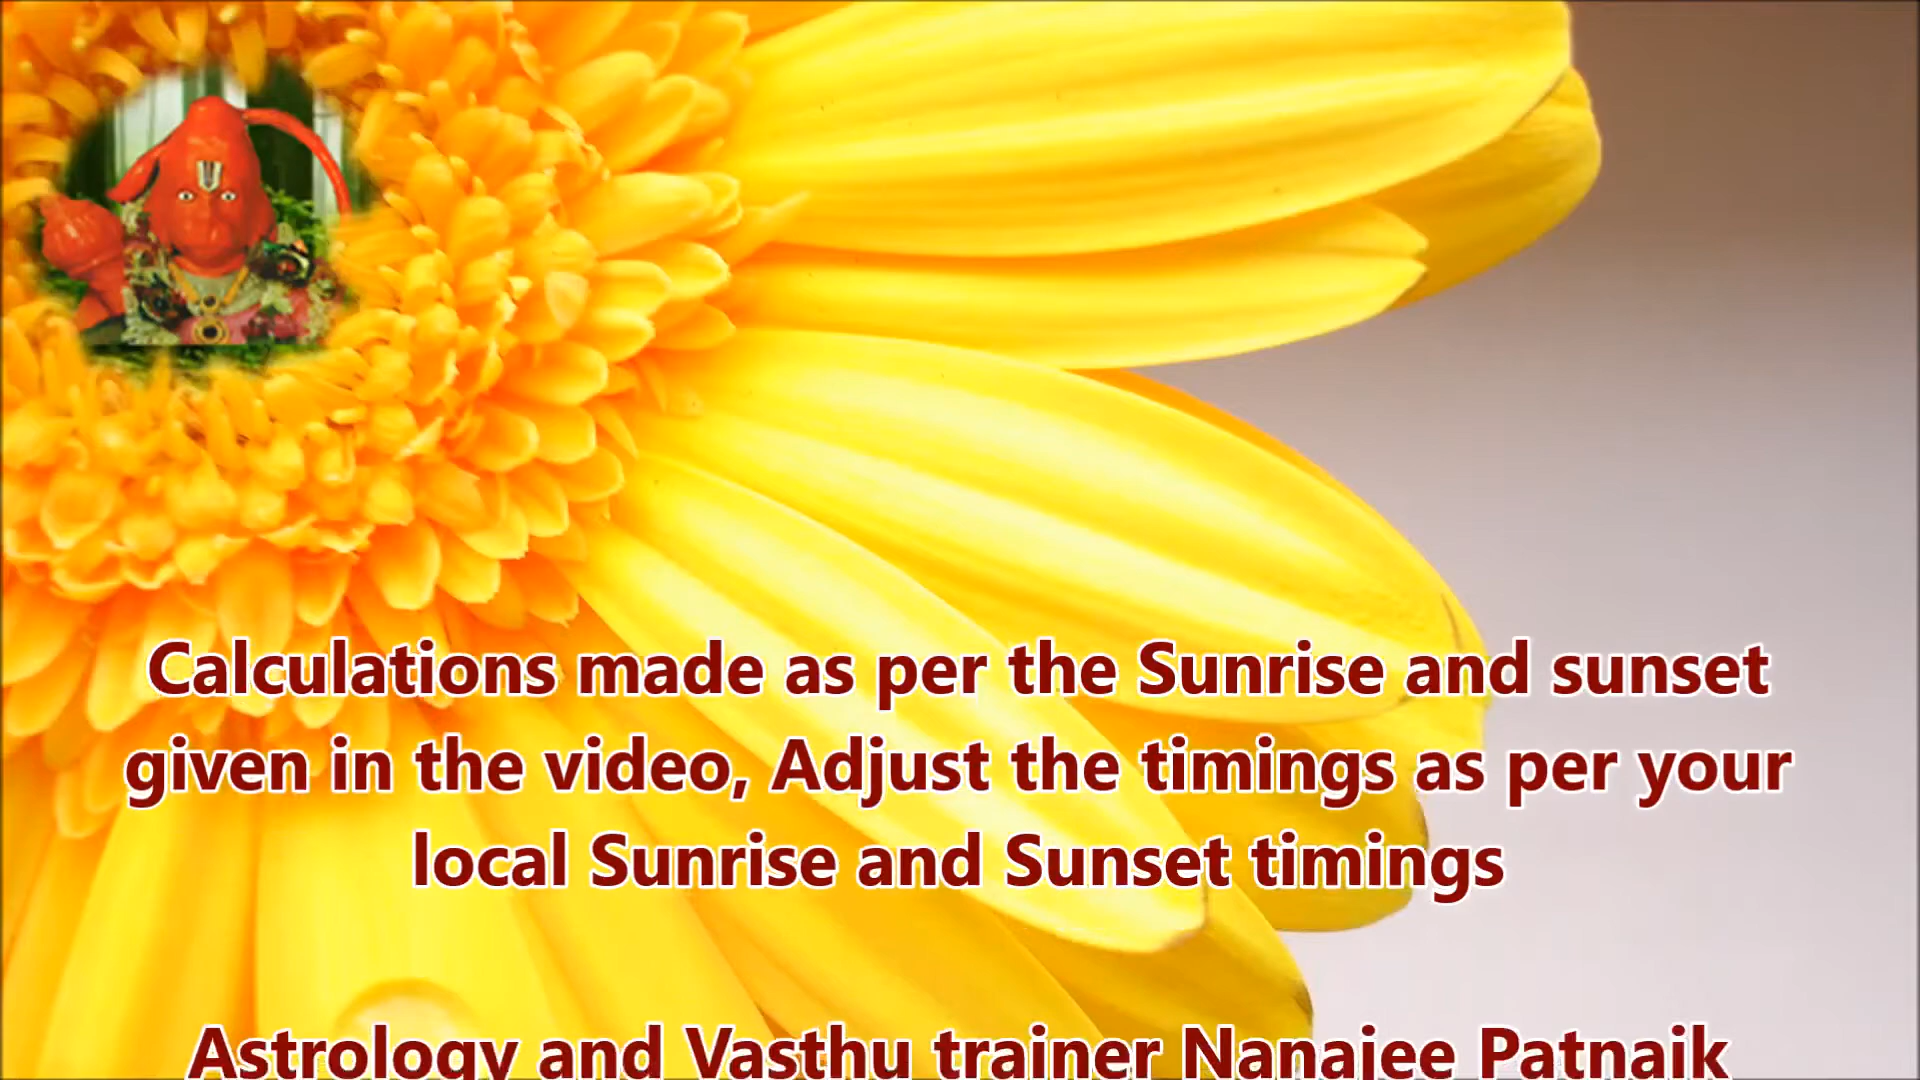 Calculations made as per the Sunrise and sunset
given in the video, Adjust the timings as per your
local Sunrise and Sunset timings
Astrology and Vasthu trainer Nanajee Patnaik